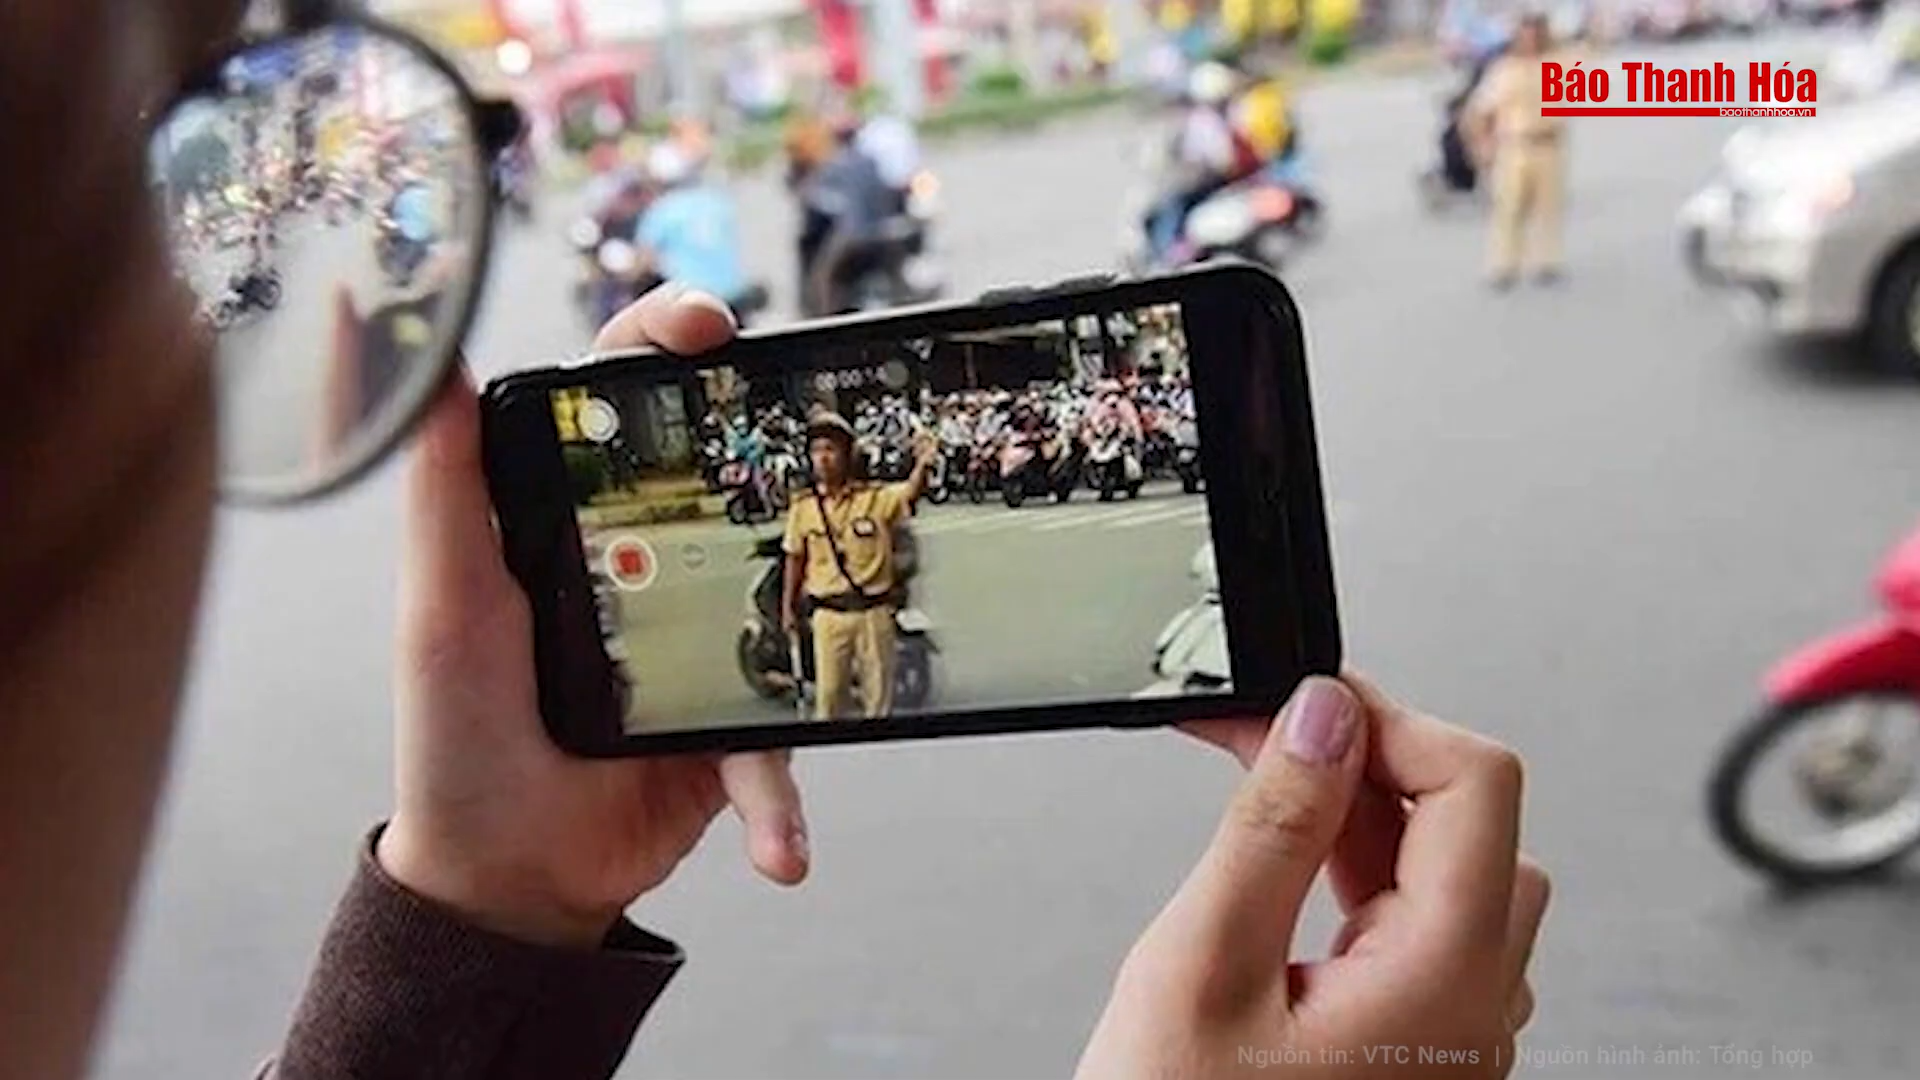 Báo Thanh Hóa
baothanhhoa.vn
Nguồn tin: VTC News | Nguồn hình ảnh: Tổng hợp